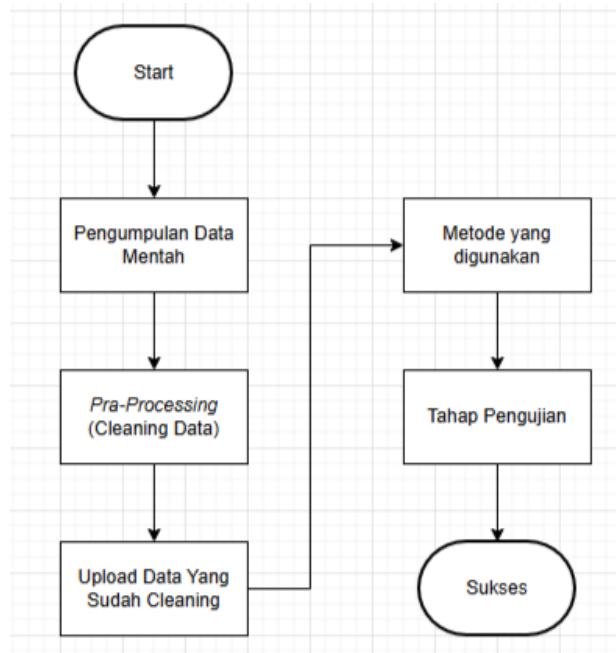 Start
Pengumpulan Data
Mentah
Pra-Processing
(Cleaning Data)
Upload Data Yang
Sudah Cleaning
Metode yang
digunakan
Tahap Pengujian
Sukses